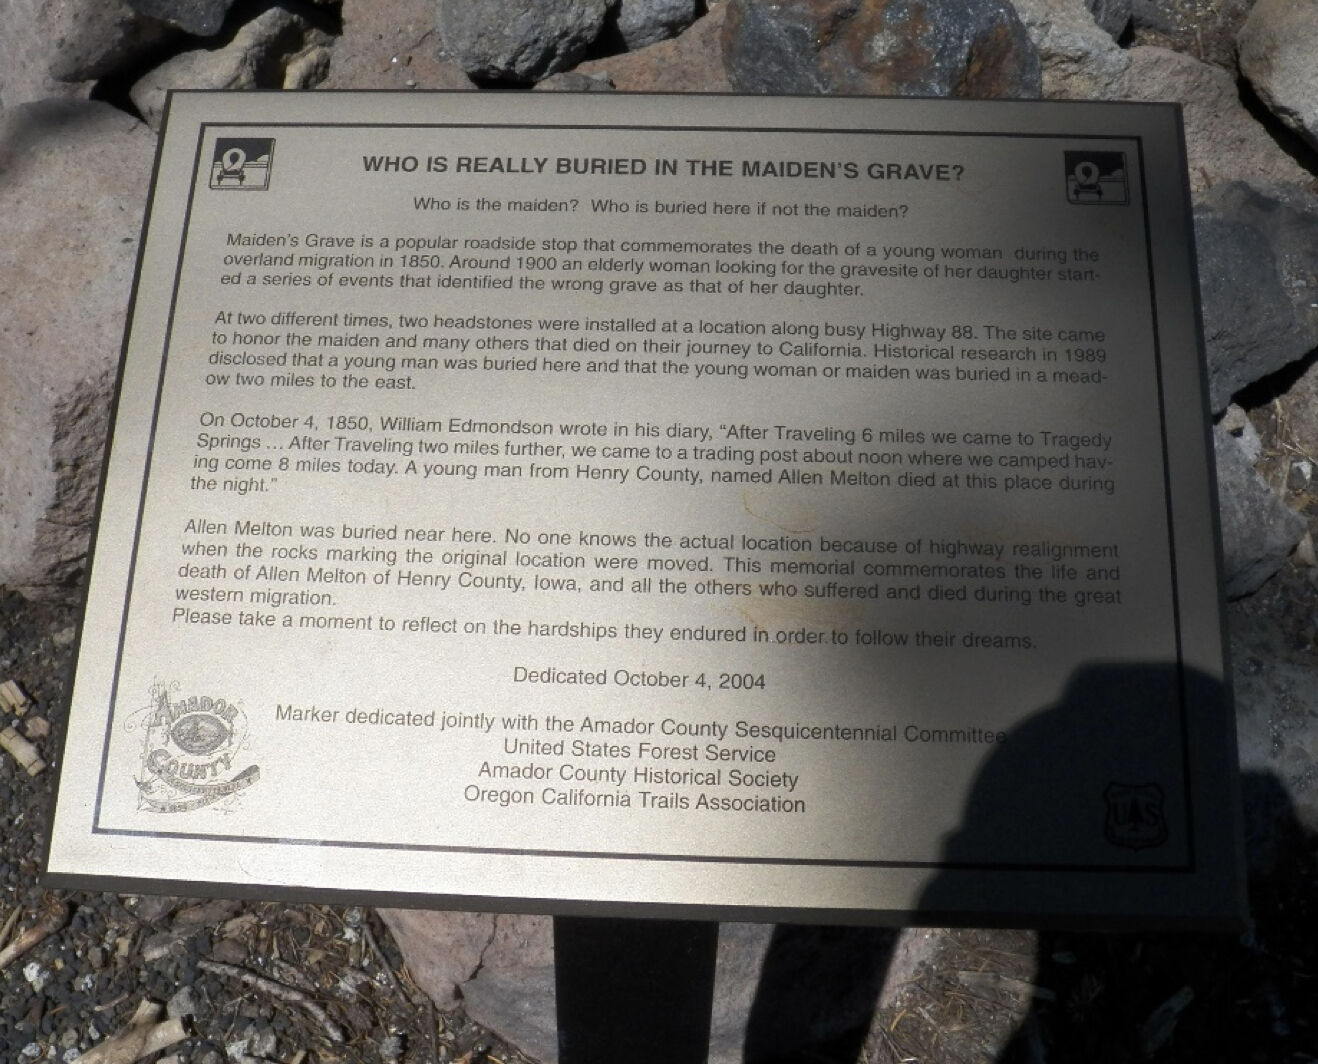 WHO IS REALLY BURIED IN THE MAIDEN'S GRAVE?
Who is the maiden? Who is buried here if not the maiden?
Maiden's Grave is a popular roadside stop that commemorates the death of a young woman during the
overland migration in 1850. Around 1900 an elderly woman looking for the gravesite of her daughter start-
ed a series of events that identified the wrong grave as that of her daughter.
At two different times, two headstones were installed at a location along busy Highway 88. The site came
to honor the maiden and many others that died on their journey to California. Historical research in 1989
disclosed that a young man was buried here and that the young woman or maiden was buried in a mead-
ow two miles to the east.
On October 4, 1850, William Edmondson wrote in his diary, “After Traveling 6 miles we came to Tragedy
Springs ... After Traveling two miles further, we came to a trading post about noon where we camped hav-
ing come 8 miles today. A young man from Henry County, named Allen Melton died at this place during
the night.”
Allen Melton was buried near here. No one knows the actual location because of highway realignment
when the rocks marking the original location were moved. This memorial commemorates the life and
death of Allen Melton of Henry County, Iowa, and all the others who suffered and died during the great
western migration.
Please take a moment to reflect on the hardships they endured in order to follow their dreams.
Dedicated October 4, 2004
Marker dedicated jointly with the Amador County Sesquicentennial Committee
United States Forest Service
Amador County Historical Society
Oregon California Trails Association
AMADOR
COUNTY
UAS